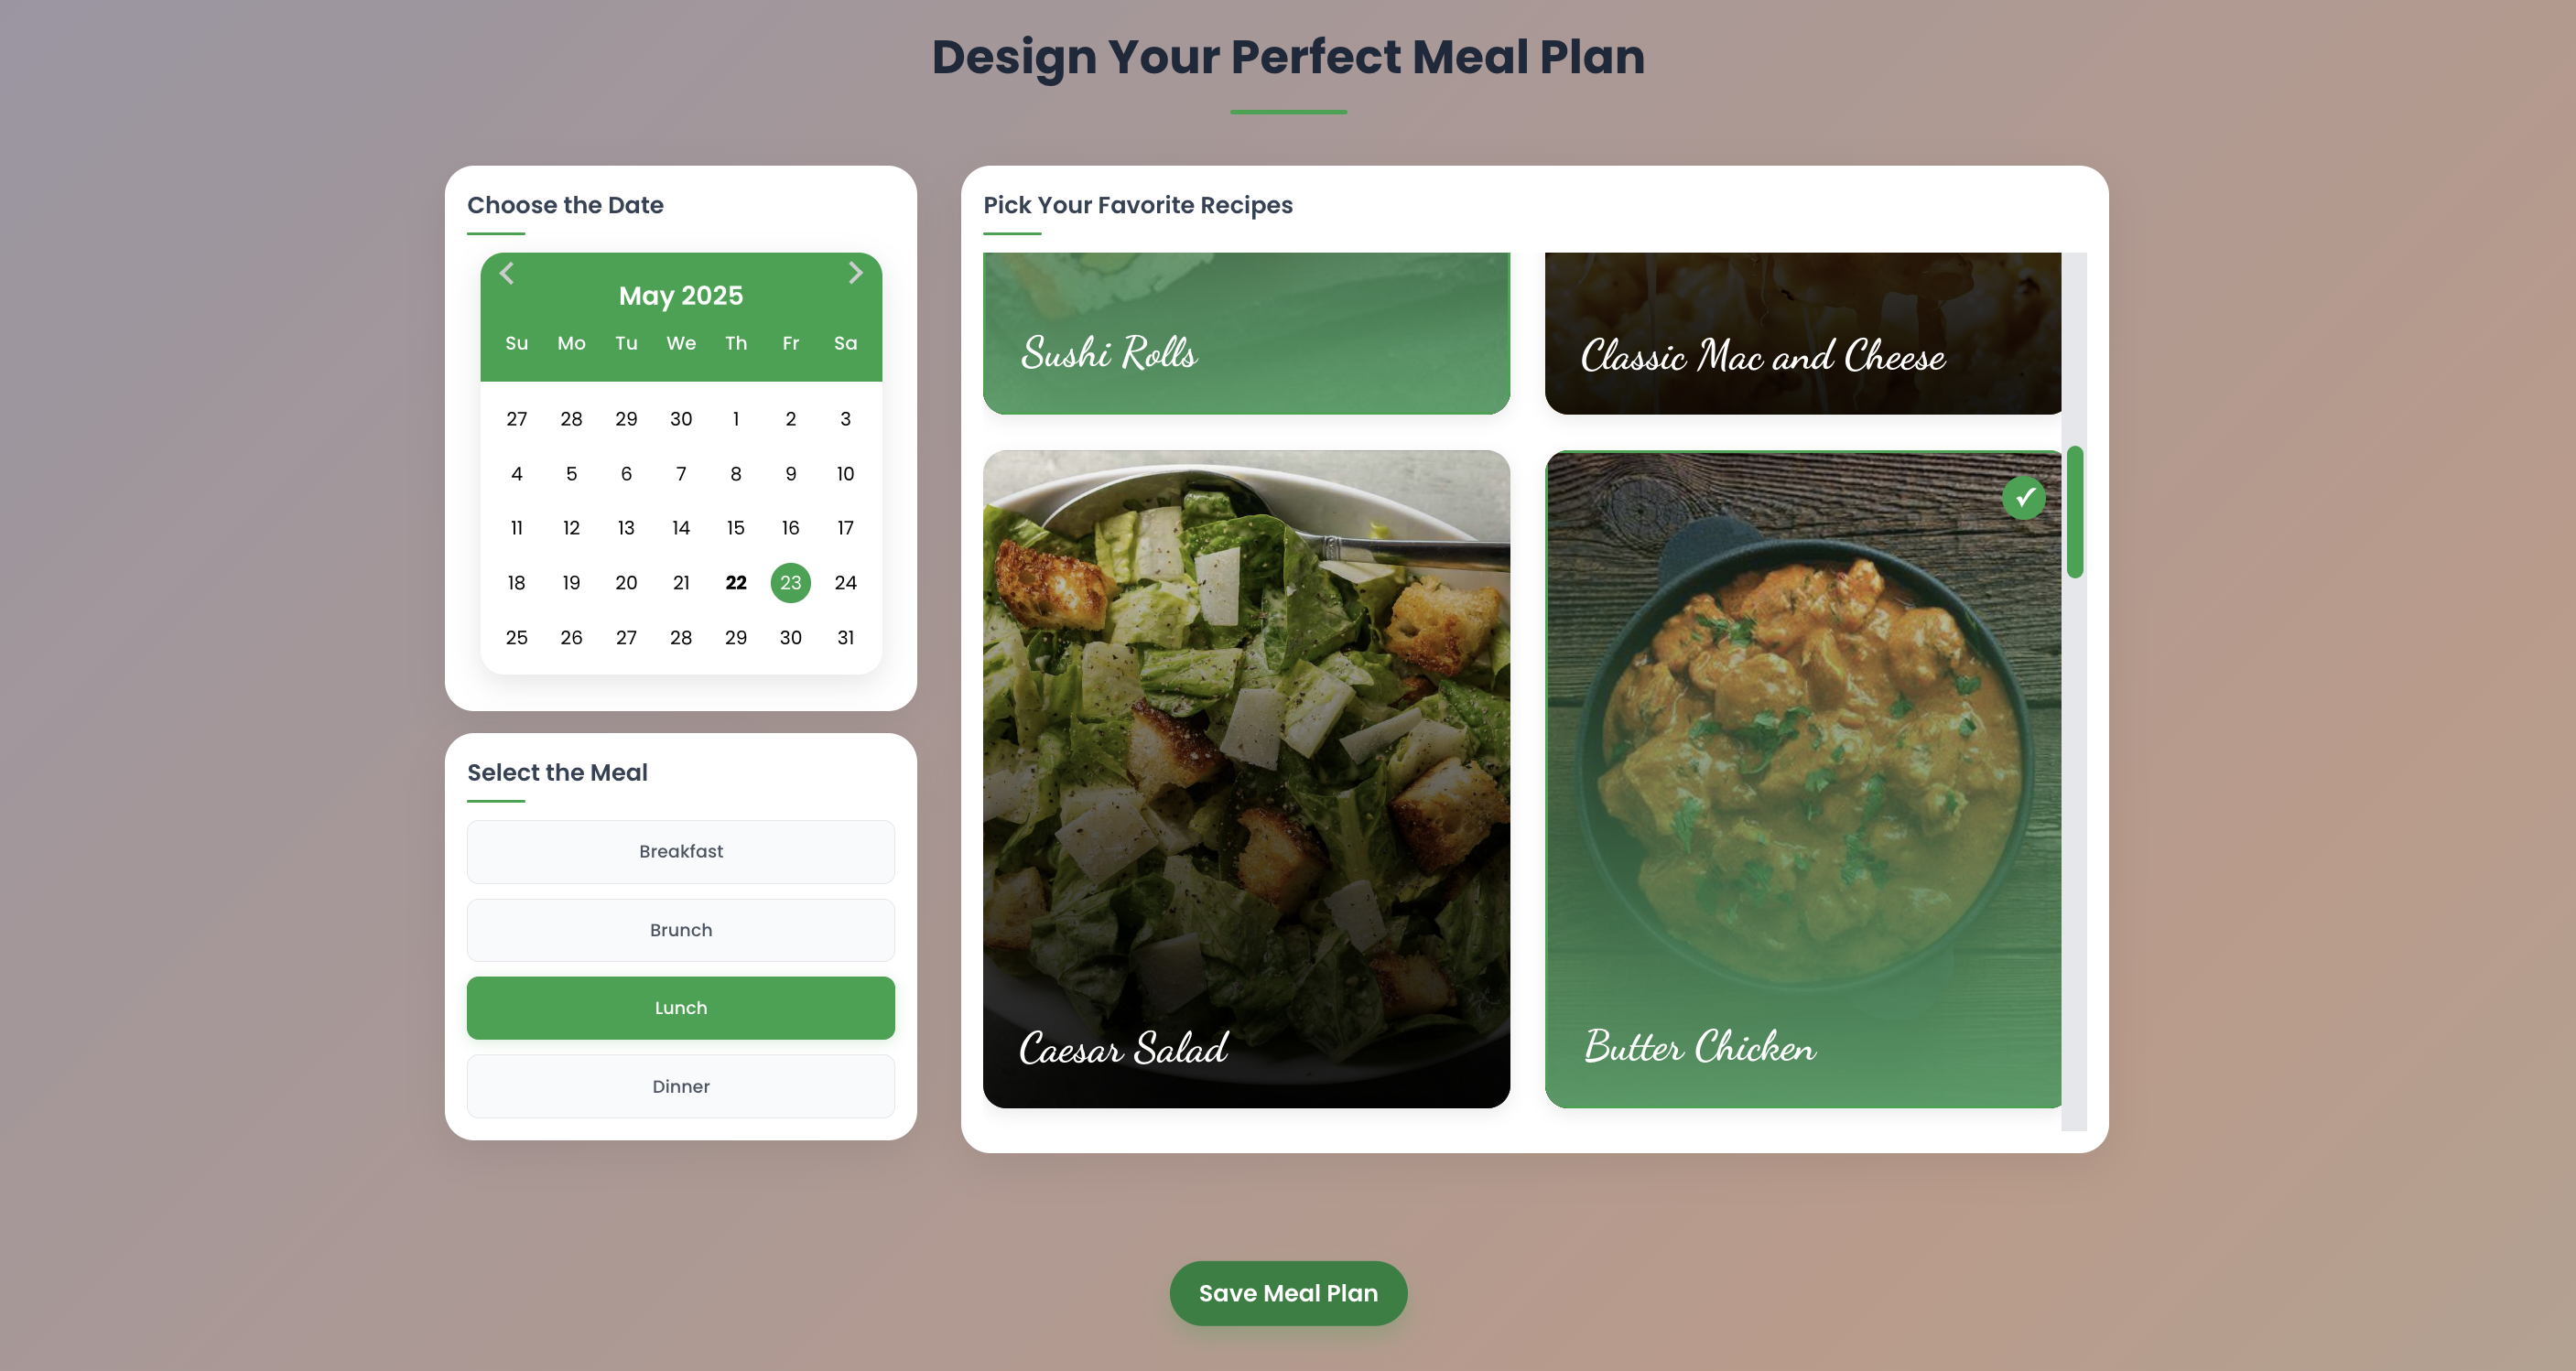 Design Your Perfect Meal Plan
Choose the Date
May 2025
Su Mo Tu We Th Fr Sa
27 28 29 30 1 2 3
4 5 6 7 8 9 10
11 12 13 14 15 16 17
18 19 20 21 22 23 24
25 26 27 28 29 30 31
Select the Meal
Breakfast
Brunch
Lunch
Dinner
Pick Your Favorite Recipes
Sushi Rolls
Classic Mac and Cheese
Caesar Salad
Butter Chicken
Save Meal Plan